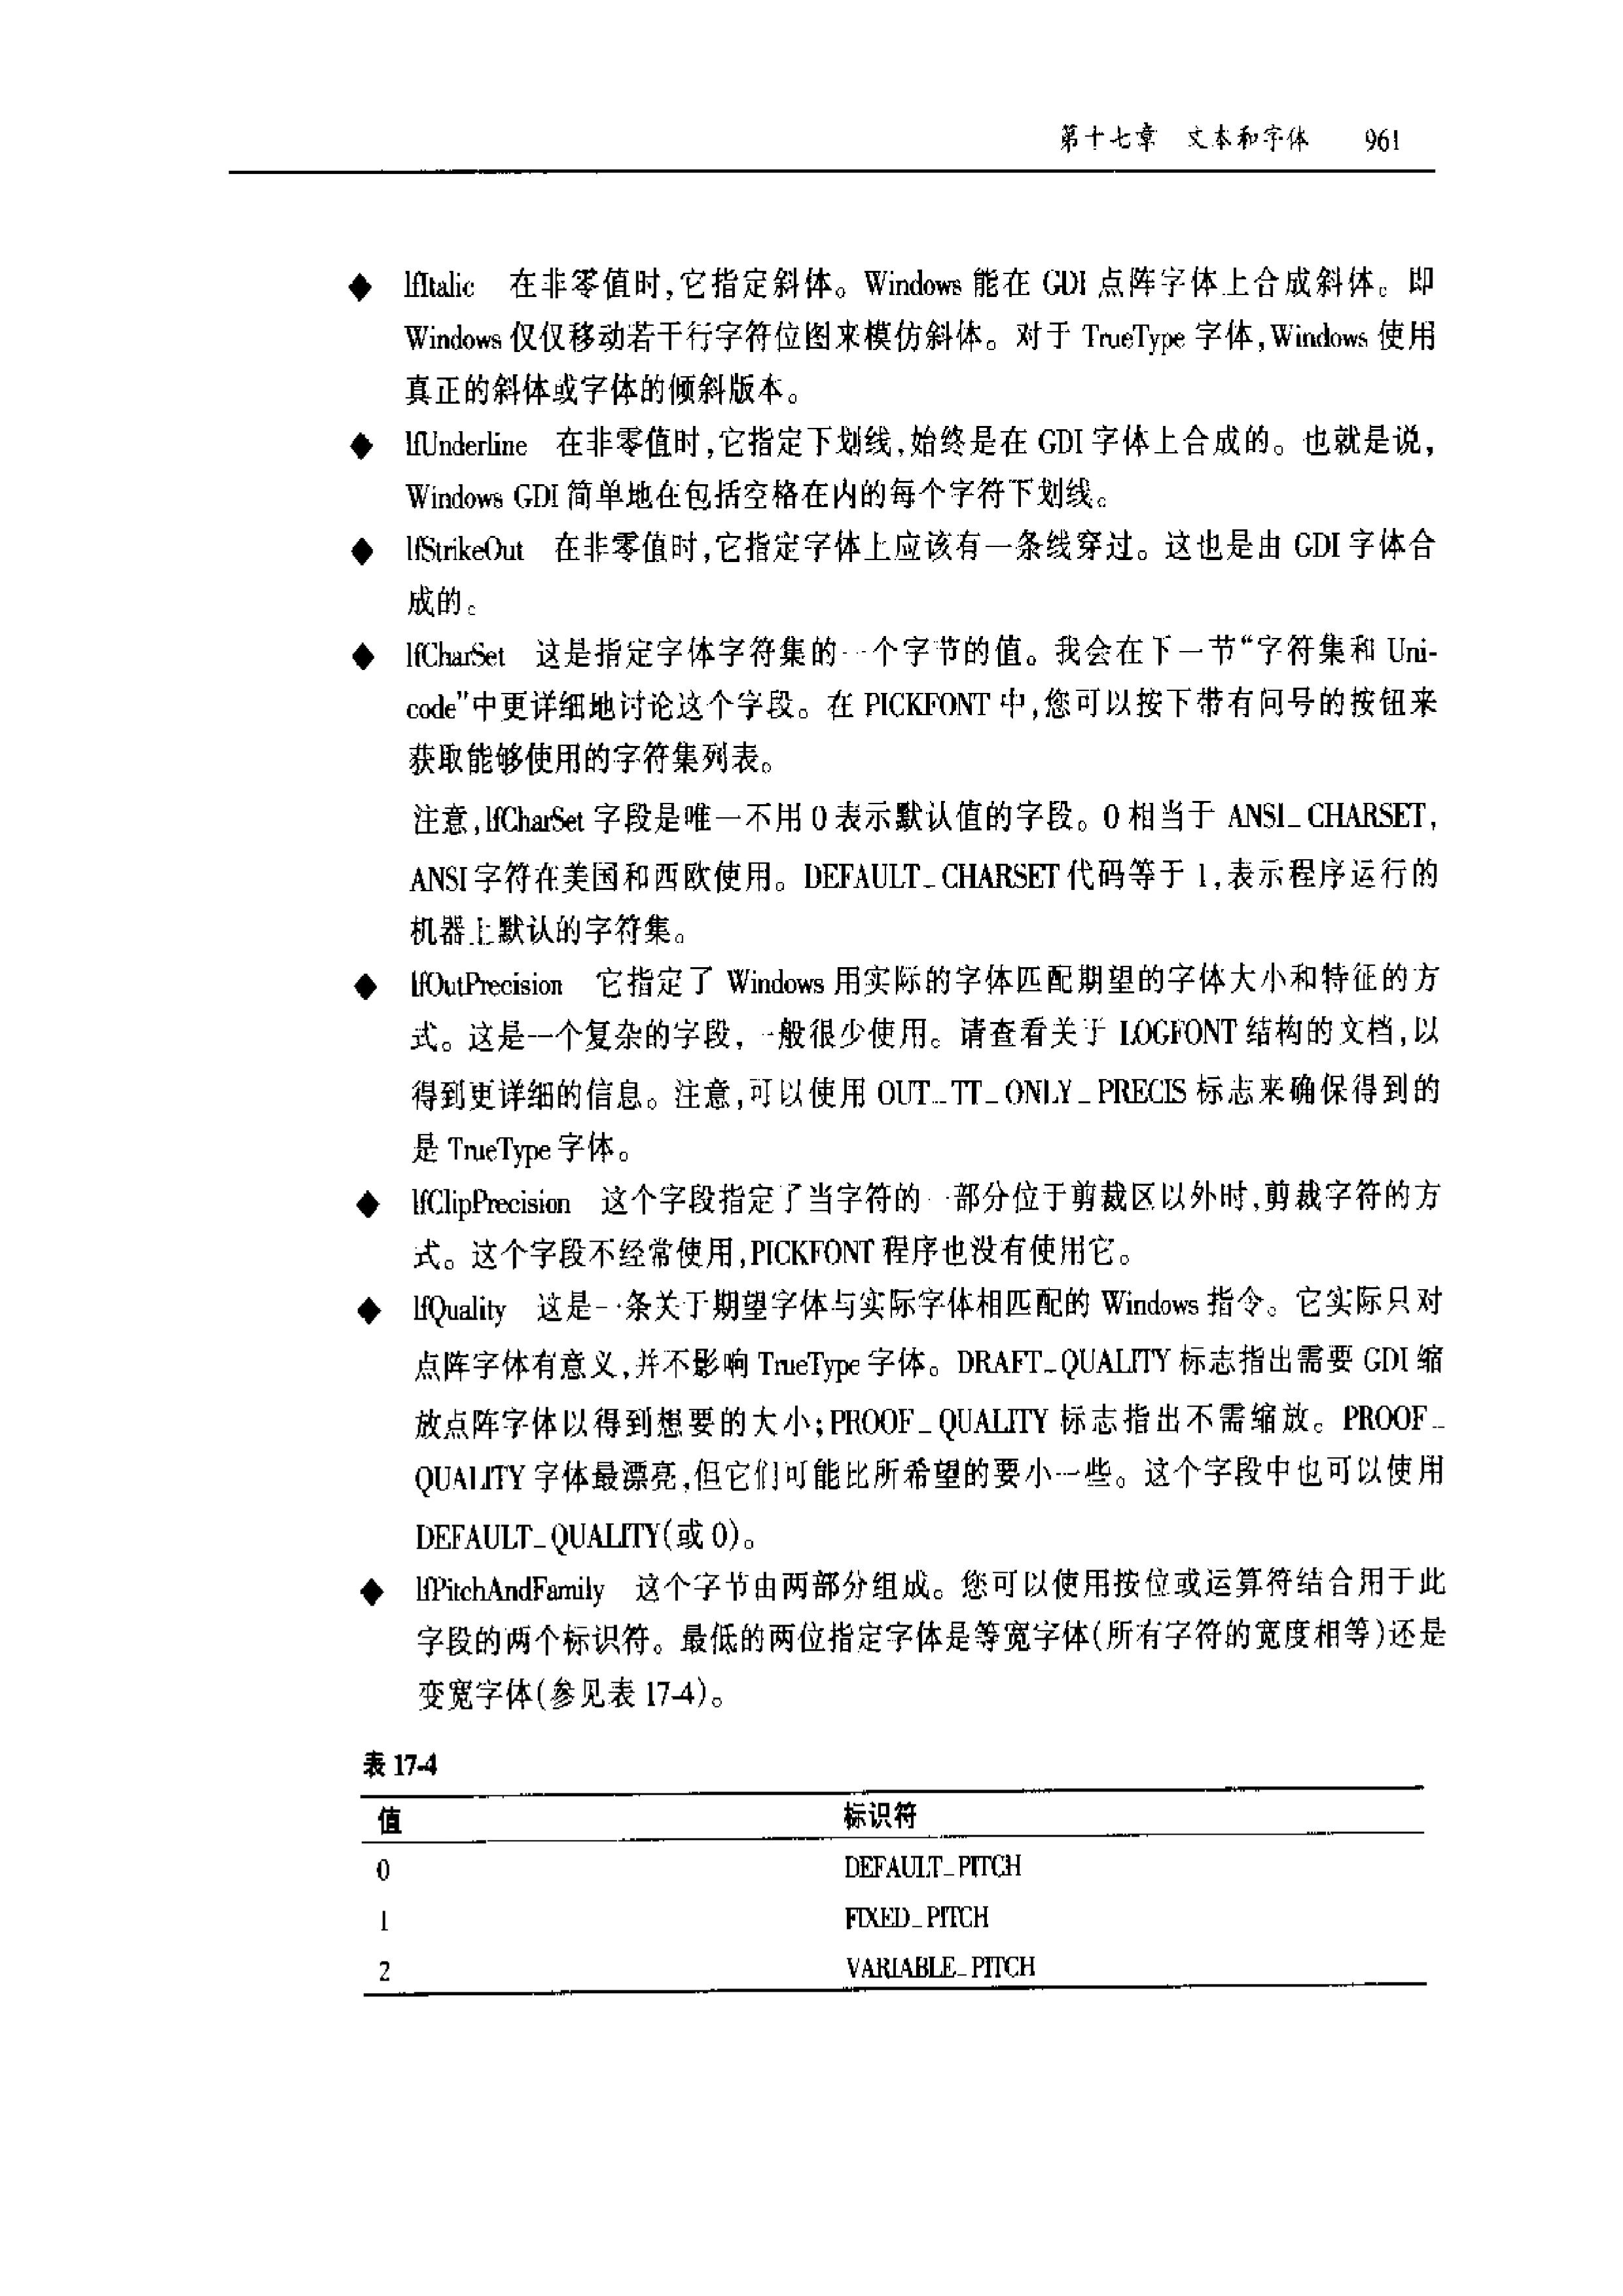 第十七章 文本和字体 961
◆ lfItalic 在非零值时,它指定斜体。Windows 能在 GDI 点阵字体上合成斜体。即
Windows 仅仅移动若干行字符位图来模仿斜体。对于 TrueType 字体,Windows 使用
真正的斜体或字体的倾斜版本。
◆ lfUnderline 在非零值时,它指定下划线,始终是在 GDI 字体上合成的。也就是说,
Windows GDI 简单地在包括空格在内的每个字符下划线。
◆ lfStrikeOut 在非零值时,它指定字体上应该有一条线穿过。这也是由 GDI 字体合
成的。
◆ lfCharSet 这是指定字体字符集的一个字节的值。我会在下一节“字符集和 Uni-
code”中更详细地讨论这个字段。在 PICKFONT 中,您可以按下带有问号的按钮来
获取能够使用的字符集列表。
注意,lfCharSet 字段是唯一不用 0 表示默认值的字段。0 相当于 ANSI_CHARSET,
ANSI 字符在美国和西欧使用。DEFAULT_CHARSET 代码等于 1,表示程序运行的
机器上默认的字符集。
◆ lfOutPrecision 它指定了 Windows 用实际的字体匹配期望的字体大小和特征的方
式。这是一个复杂的字段,一般很少使用。请查看关于 LOGFONT 结构的文档,以
得到更详细的信息。注意,可以使用 OUT_TT_ONLY_PRECIS 标志来确保得到的
是 TrueType 字体。
◆ lfClipPrecision 这个字段指定了当字符的一部分位于剪裁区以外时,剪裁字符的方
式。这个字段不经常使用,PICKFONT 程序也没有使用它。
◆ lfQuality 这是一条关于期望字体与实际字体相匹配的 Windows 指令。它实际只对
点阵字体有意义,并不影响 TrueType 字体。DRAFT_QUALITY 标志指出需要 GDI 缩
放点阵字体以得到想要的大小;PROOF_QUALITY 标志指出不需缩放。PROOF_
QUALITY 字体最漂亮,但它们可能比所希望的要小一些。这个字段中也可以使用
DEFAULT_QUALITY(或 0)。
◆ lfPitchAndFamily 这个字节由两部分组成。您可以使用按位或运算符结合用于此
字段的两个标识符。最低的两位指定字体是等宽字体(所有字符的宽度相等)还是
变宽字体(参见表 17-4)。
表 17-4
值 标识符
0 DEFAULT_PITCH
1 FIXED_PITCH
2 VARIABLE_PITCH